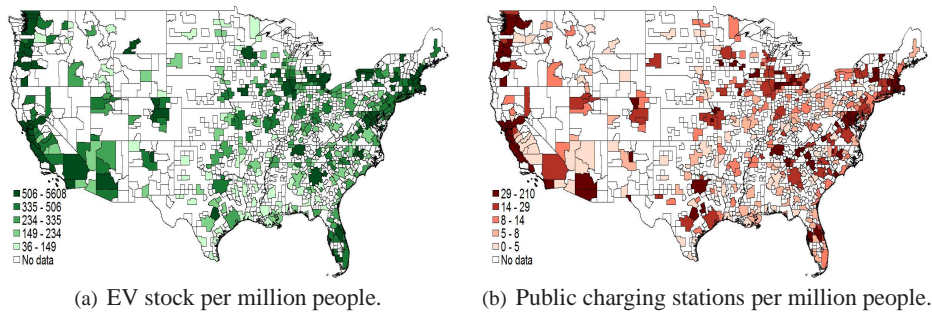 506 - 5608
335 - 506
234 - 335
149 - 234
36 - 149
No data
(a) EV stock per million people.
29 - 210
14 - 29
8 - 14
5 - 8
0 - 5
No data
(b) Public charging stations per million people.